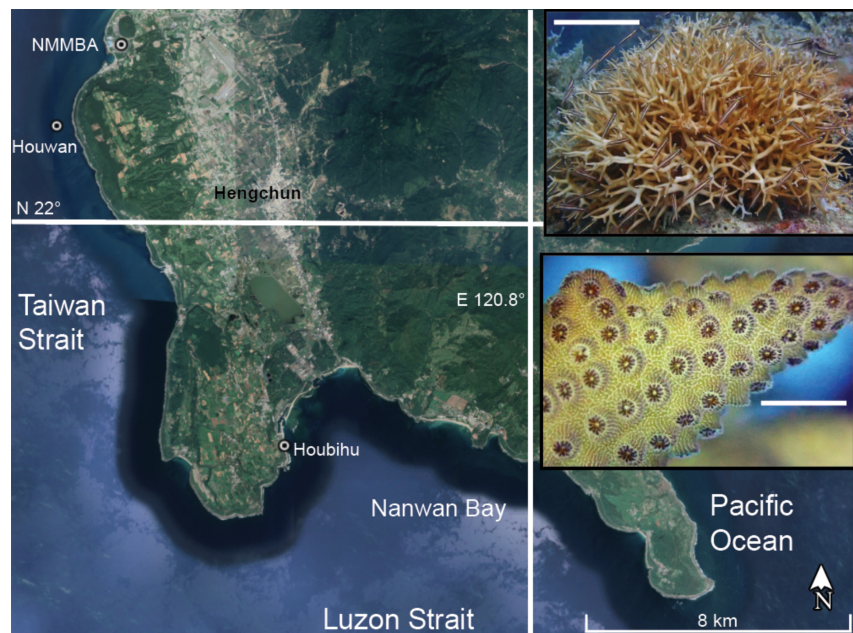 NMMBA
Houwan
Hengchun
N 22°
Taiwan
Strait
E 120.8°
Houbihu
Nanwan Bay
Pacific
Ocean
N
Luzon Strait
8 km